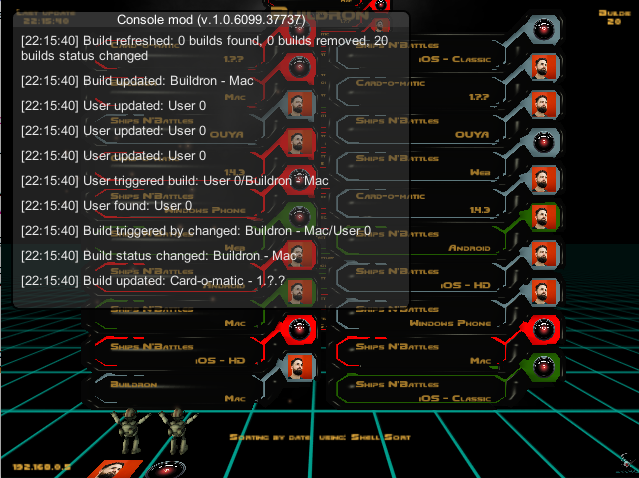 BUILDRON
LAST UPDATE
22:15:40
BUILDS
20
Console mod (v.1.0.6099.37737)
[22:15:40] Build refreshed: 0 builds found, 0 builds removed, 20
builds status changed
[22:15:40] Build updated: Buildron - Mac
[22:15:40] User updated: User 0
[22:15:40] User updated: User 0
[22:15:40] User updated: User 0
[22:15:40] User triggered build: User 0/Buildron - Mac
[22:15:40] User found: User 0
[22:15:40] Build triggered by changed: Buildron - Mac/User 0
[22:15:40] Build status changed: Buildron - Mac
[22:15:40] Build updated: Card-o-matic - 1.?.?
1.?.?
Mac
Ships N'Battles
OUYA
1.4.3
Ships N'Battles
Windows Phone
Ships N'Battles
Web
Mac
Ships N'Battles
iOS - HD
Buildron
Mac
Ships N'Battles
iOS - Classic
Card-o-matic
1.?.?
Ships N'Battles
OUYA
Ships N'Battles
Web
Card-o-matic
1.4.3
Ships N'Battles
Android
Ships N'Battles
iOS - HD
Ships N'Battles
Windows Phone
Ships N'Battles
Mac
Ships N'Battles
iOS - Classic
Sorting by date using Shell Sort
192.168.0.5